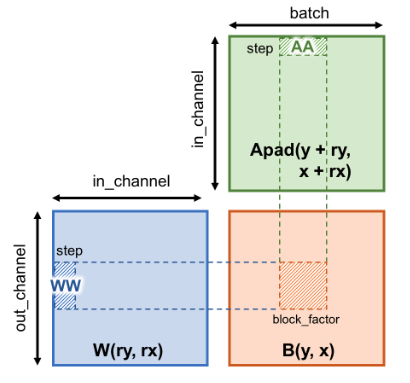 batch
step
AA
in_channel
Apad(y + ry,
x + rx)
in_channel
out_channel
step
WW
block_factor
W(ry, rx)
B(y, x)